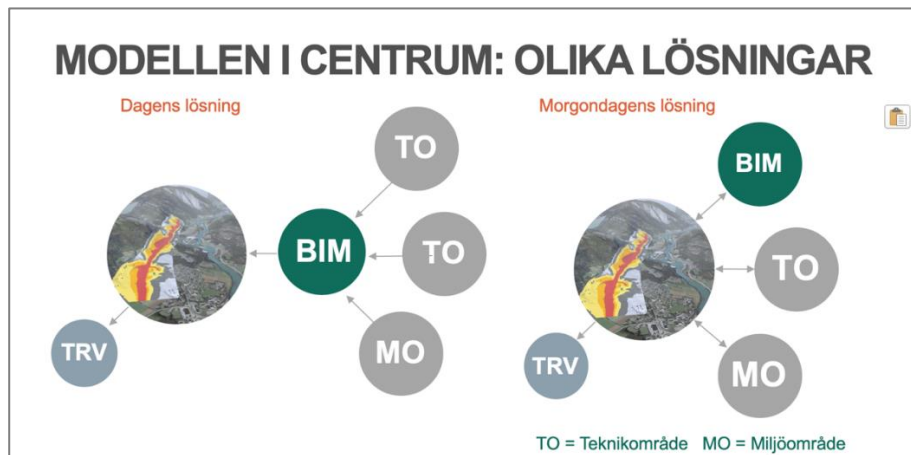 MODELLEN I CENTRUM: OLIKA LÖSNINGAR
Dagens lösning
TO
BIM
TO
MO
TRV
Morgondagens lösning
BIM
TO
MO
TRV
TO = Teknikområde MO = Miljöområde